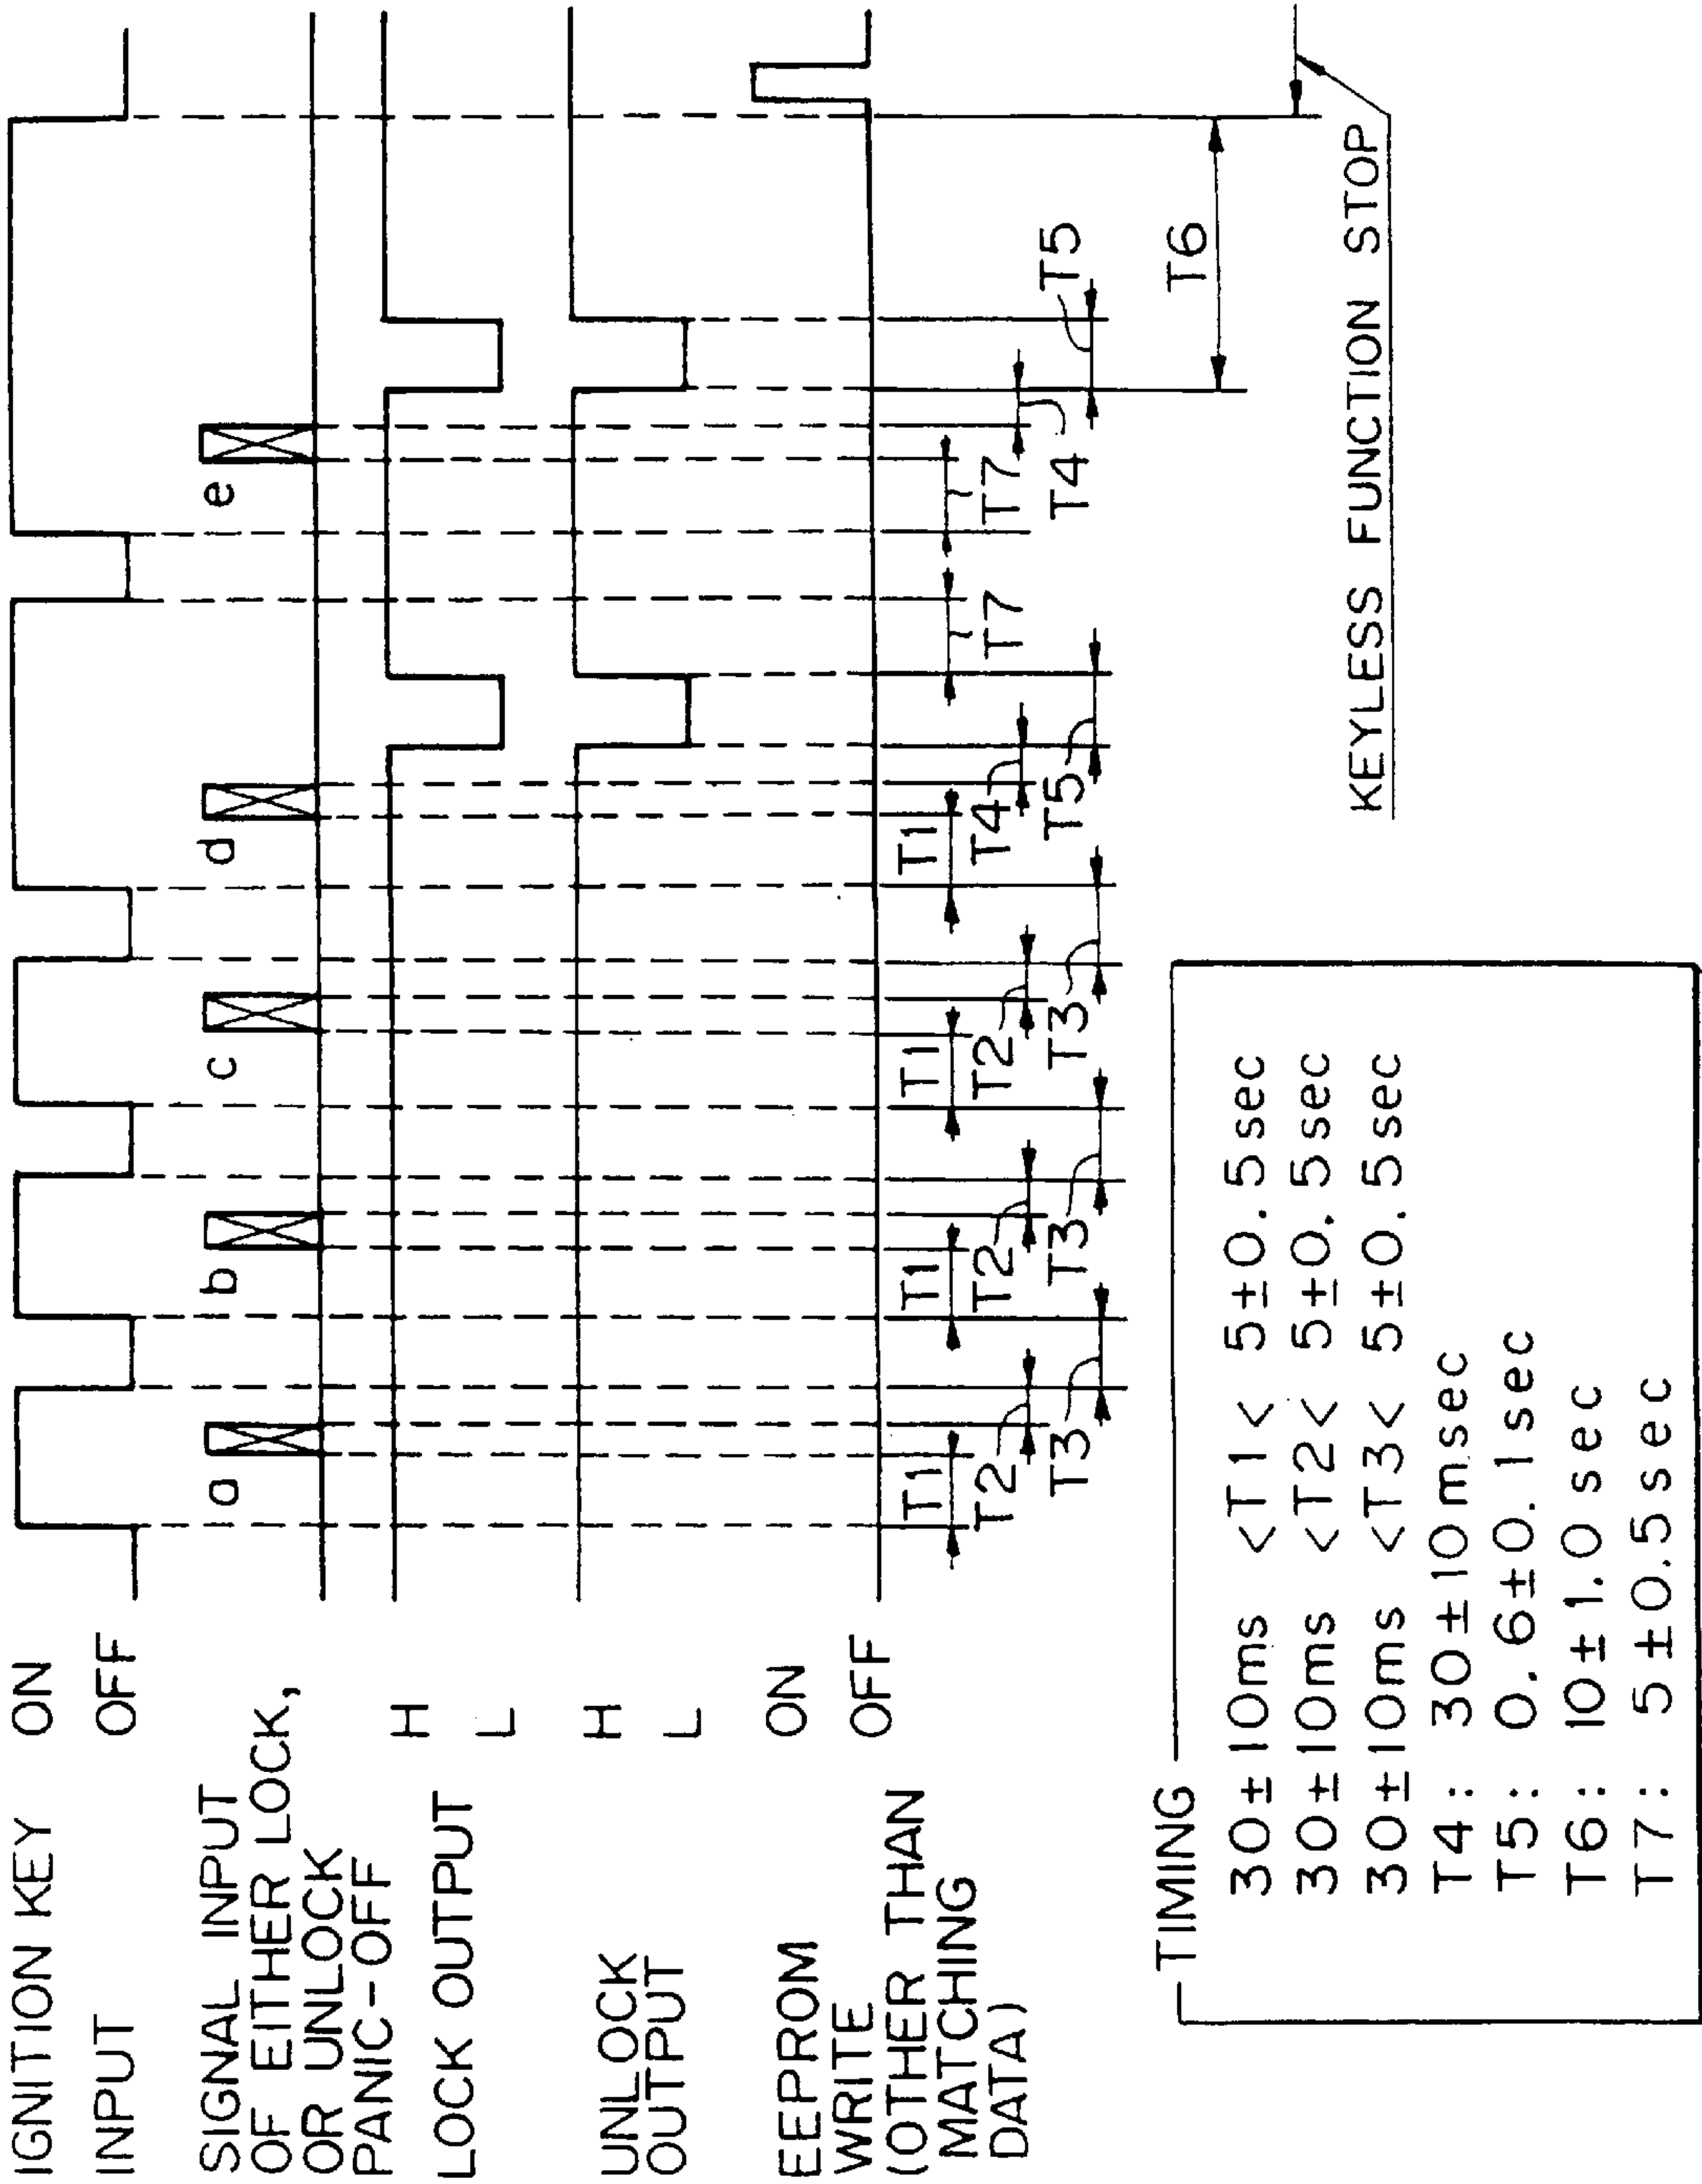 IGNITION KEY ON
INPUT OFF
SIGNAL INPUT
OF EITHER LOCK,
OR UNLOCK
PANIC-OFF
LOCK OUTPUT
H
L
UNLOCK
OUTPUT
H
L
EEPROM
WRITE
(OTHER THAN
MATCHING
DATA)
ON
OFF
a
b
c
d
e
T1
T2
T3
T1
T2
T3
T1
T2
T3
T1
T4
T5
T7
T7
T4
T5
T6
KEYLESS FUNCTION STOP
TIMING
30±10ms <T1< 5±0.5sec
30±10ms <T2< 5±0.5sec
30±10ms <T3< 5±0.5sec
T4: 30±10msec
T5: 0.6±0.1sec
T6: 10±1.0sec
T7: 5±0.5sec